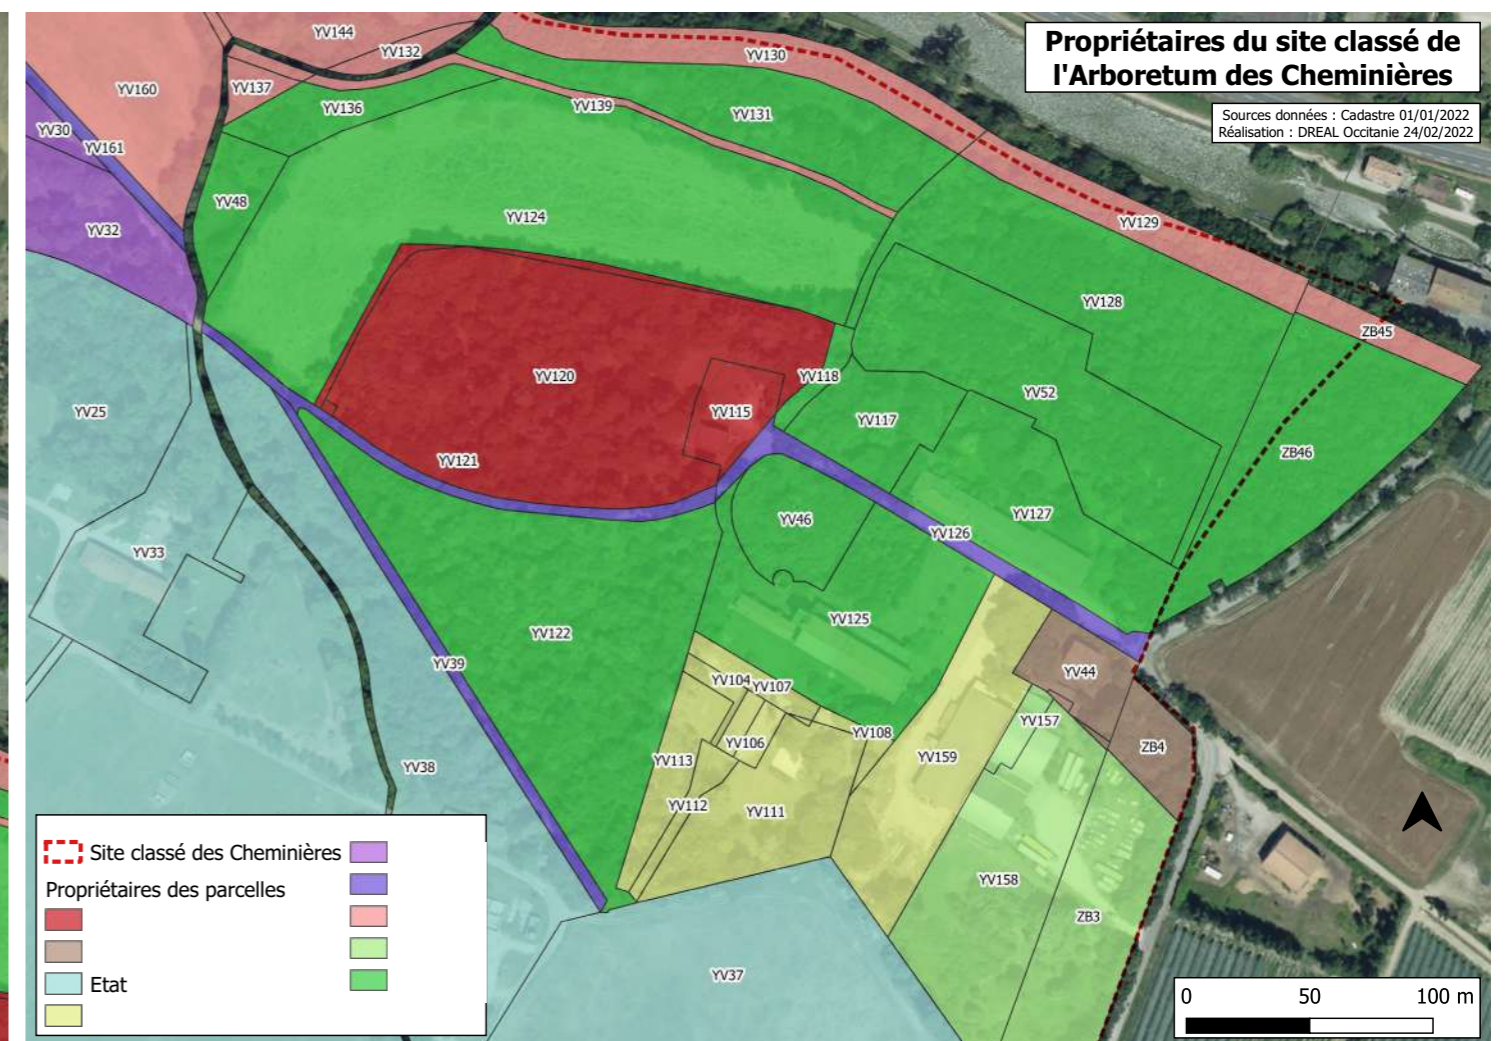 Propriétaires du site classé de
l'Arboretum des Cheminières
Sources données : Cadastre 01/01/2022
Réalisation : DREAL Occitanie 24/02/2022
YV144
YV132
YV130
YV160
YV137
YV136
YV139
YV131
YV30
YV161
YV48
YV124
YV32
YV129
YV128
ZB45
YV120
YV118
YV52
YV25
YV115
YV117
YV121
ZB46
YV46
YV126
YV127
YV33
YV122
YV125
YV39
YV104
YV107
YV44
YV157
YV106
YV108
ZB4
YV113
YV159
YV38
YV112
YV111
YV158
ZB3
YV37
Site classé des Cheminières
Propriétaires des parcelles
Etat
0 50 100 m